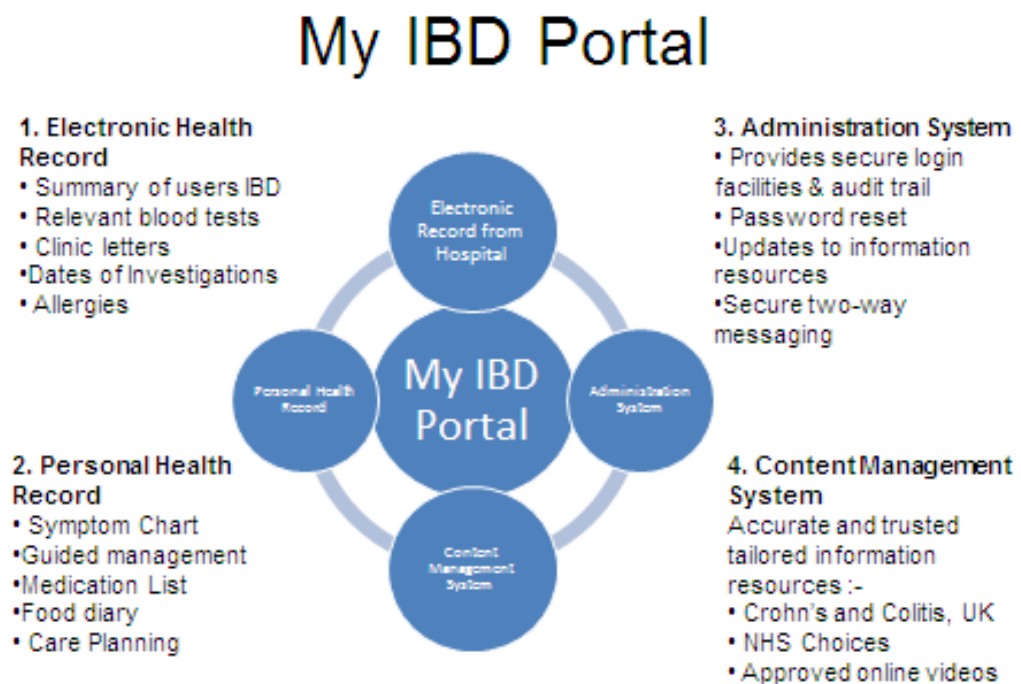 My IBD Portal
1. Electronic Health
Record
• Summary of users IBD
• Relevant blood tests
• Clinic letters
•Dates of Investigations
• Allergies
2. Personal Health
Record
• Symptom Chart
•Guided management
•Medication List
•Food diary
• Care Planning
Electronic
Record from
Hospital
Personal Health
Record
My IBD
Portal
Administration
System
Content
Management
System
3. Administration System
• Provides secure login
facilities & audit trail
• Password reset
•Updates to information
resources
•Secure two-way
messaging
4. Content Management
System
Accurate and trusted
tailored information
resources :-
• Crohn's and Colitis, UK
• NHS Choices
• Approved online videos